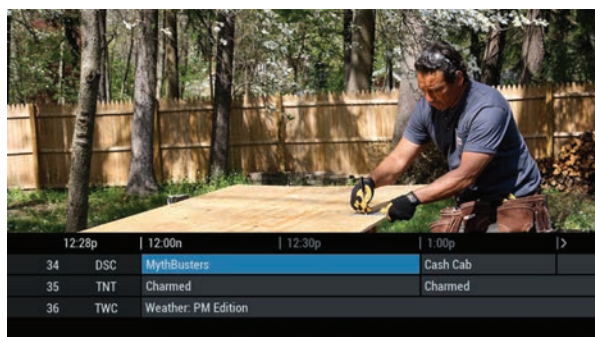 12:28p | 12:00n | 12:30p | 1:00p |>
34 DSC MythBusters Cash Cab
35 TNT Charmed Charmed
36 TWC Weather: PM Edition